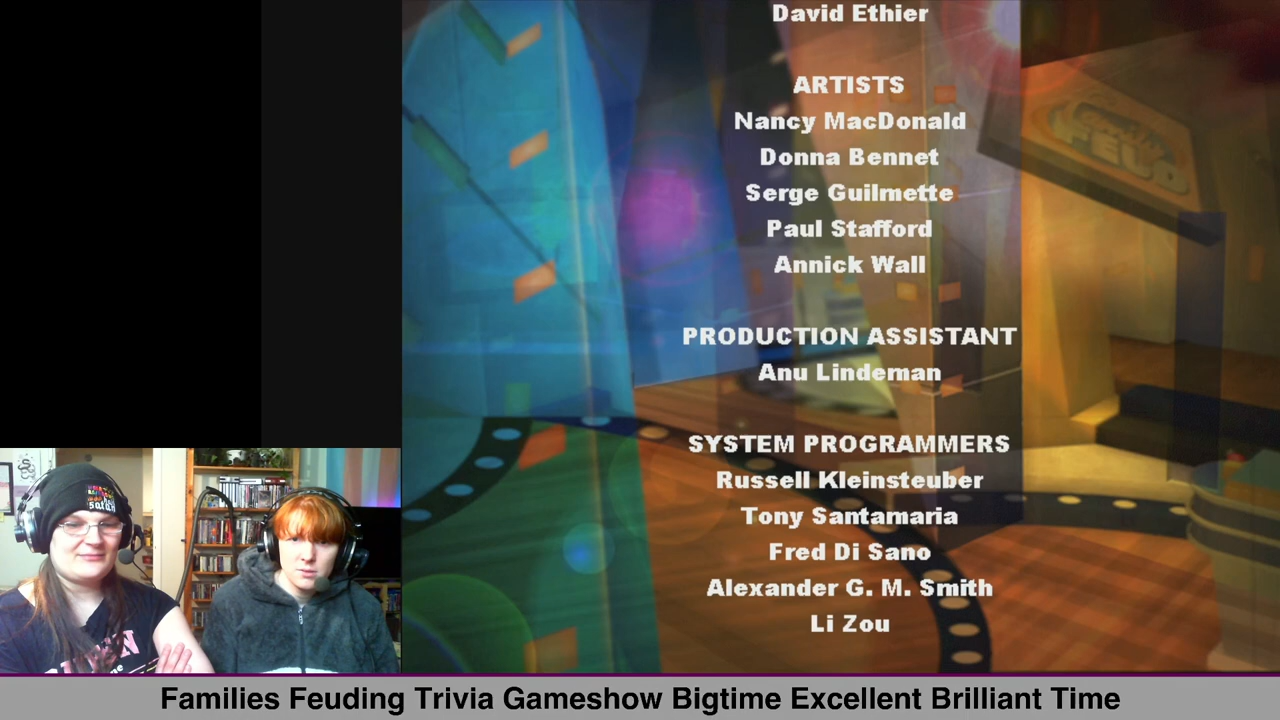 David Ethier
ARTISTS
Nancy MacDonald
Donna Bennet
Serge Guilmette
Paul Stafford
Annick Wall
PRODUCTION ASSISTANT
Anu Lindeman
SYSTEM PROGRAMMERS
Russell Kleinsteuber
Tony Santamaria
Fred Di Sano
Alexander G. M. Smith
Li Zou
FEUD
Families Feuding Trivia Gameshow Bigtime Excellent Brilliant Time